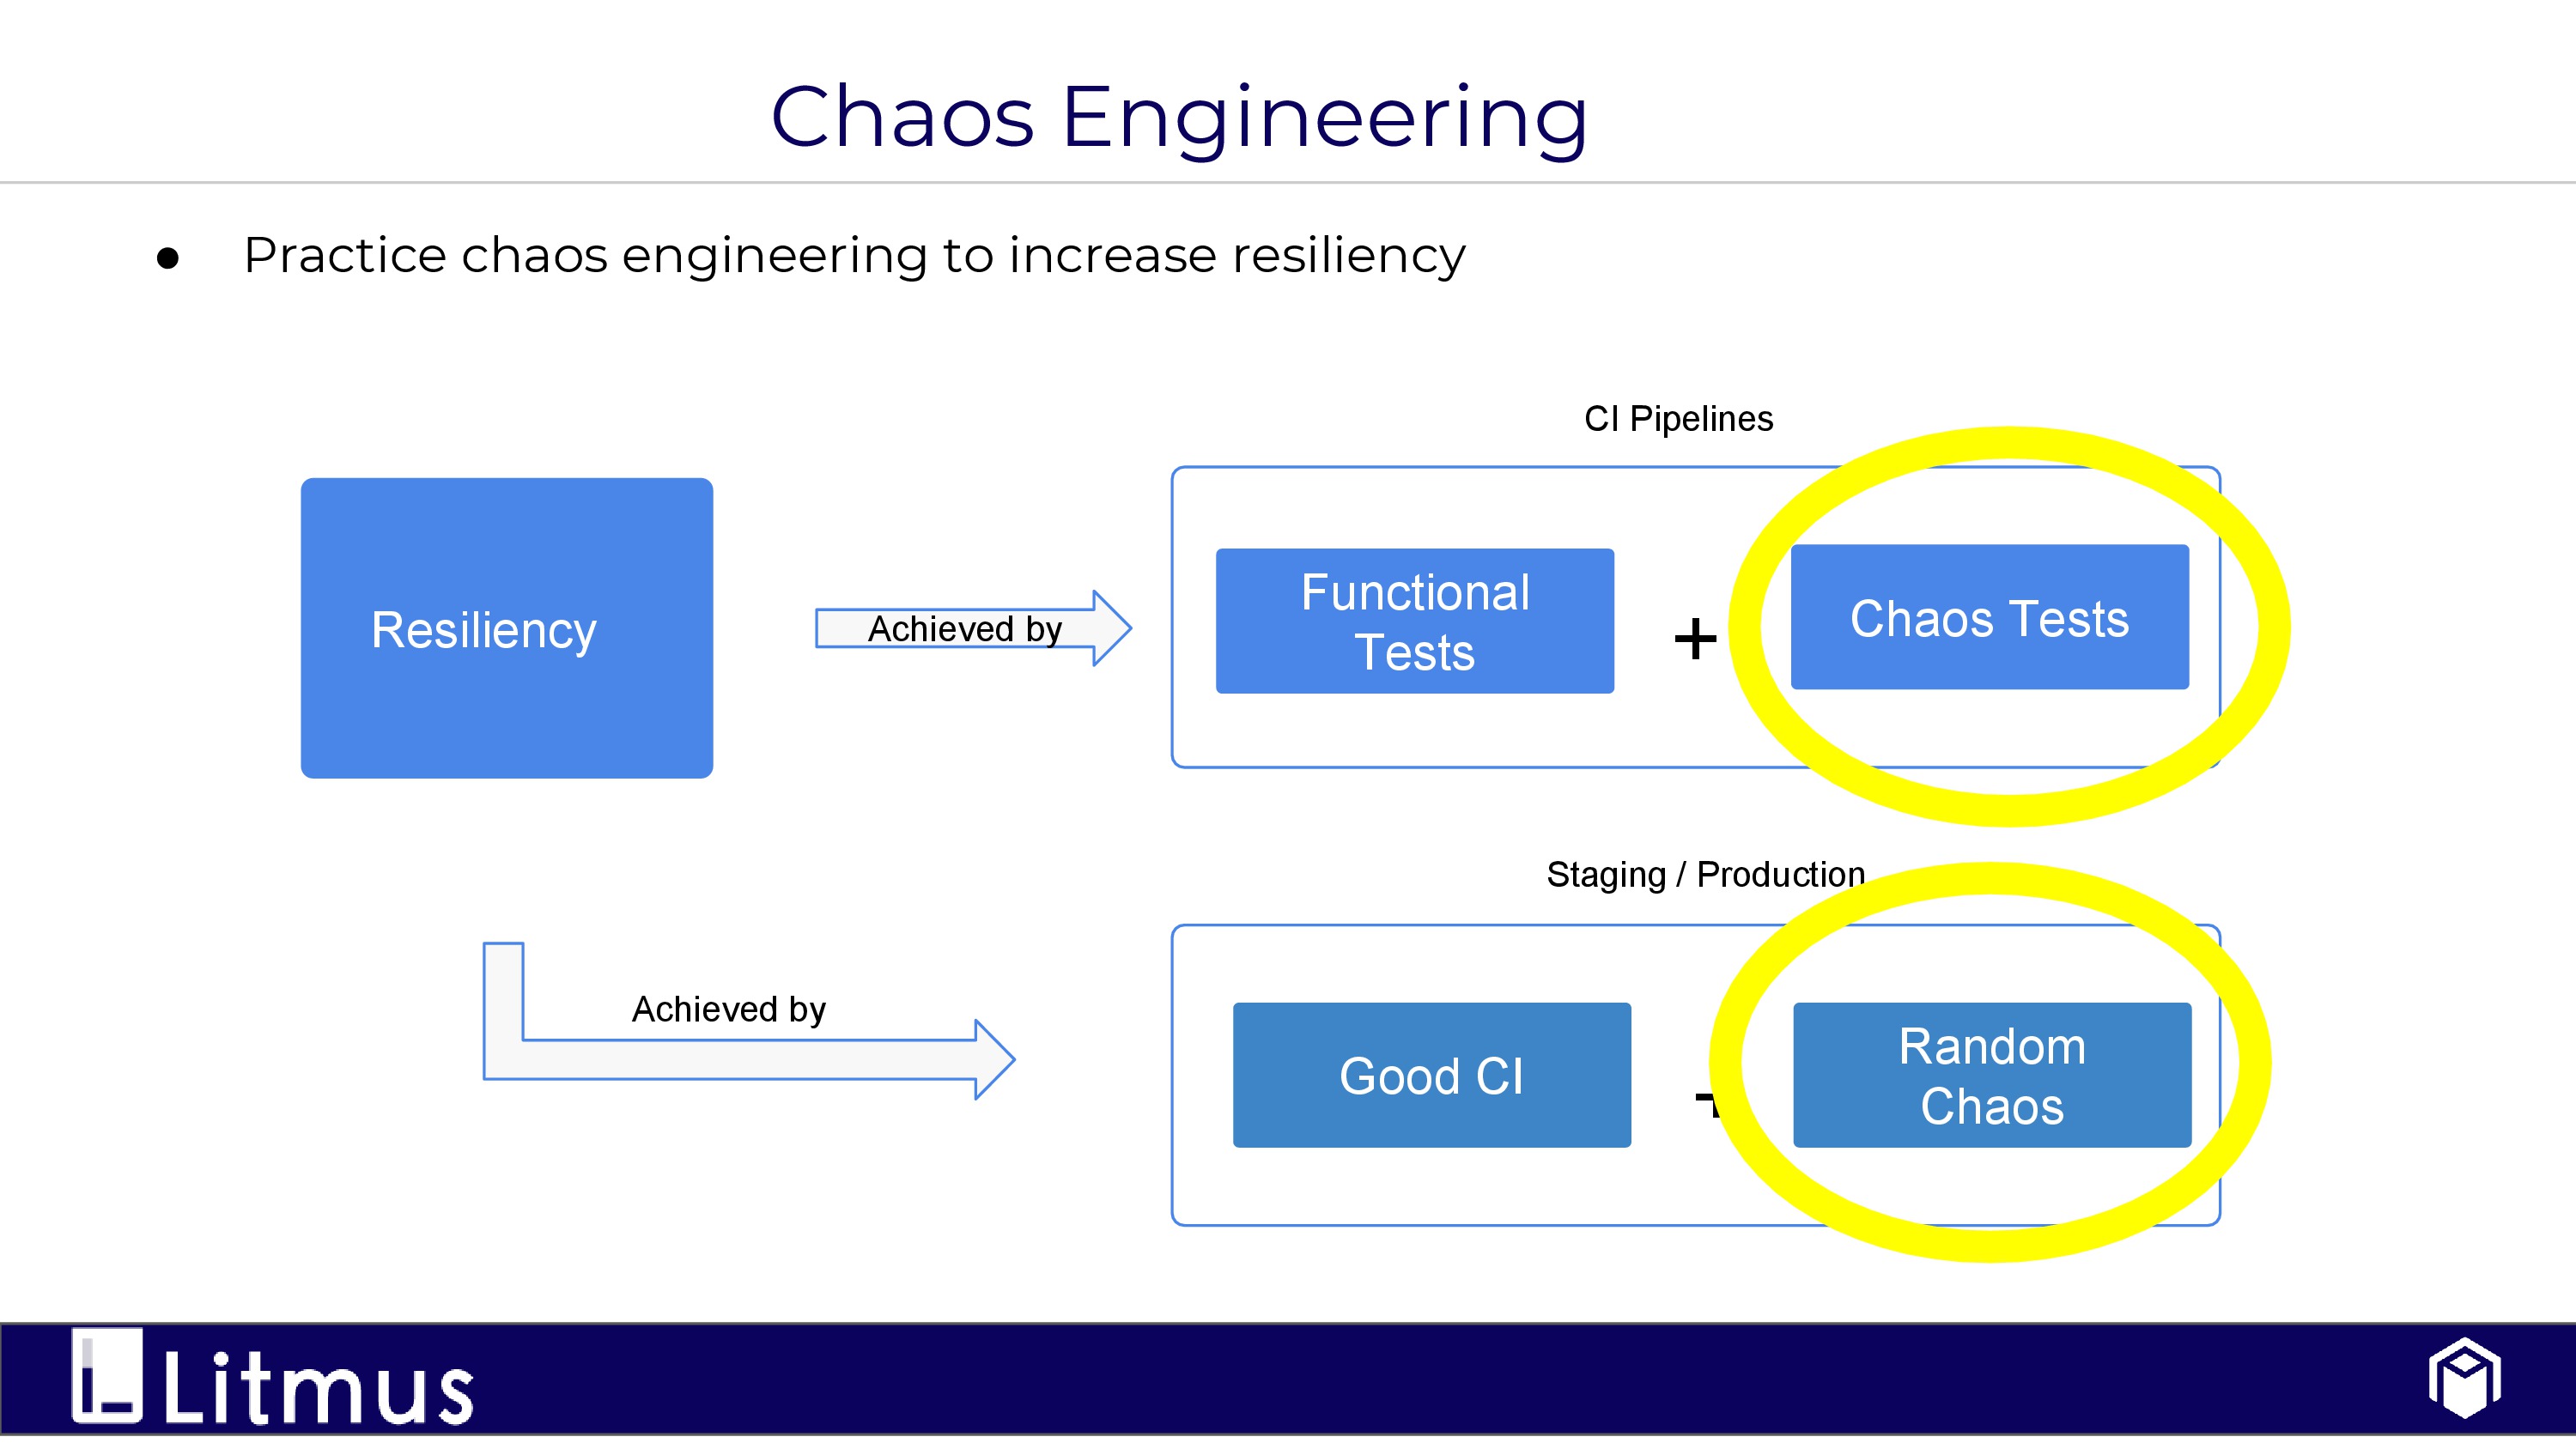 Chaos Engineering
● Practice chaos engineering to increase resiliency
CI Pipelines
Resiliency
Achieved by
Functional
Tests
+
Chaos Tests
Staging / Production
Achieved by
Good CI
+
Random
Chaos
Litmus